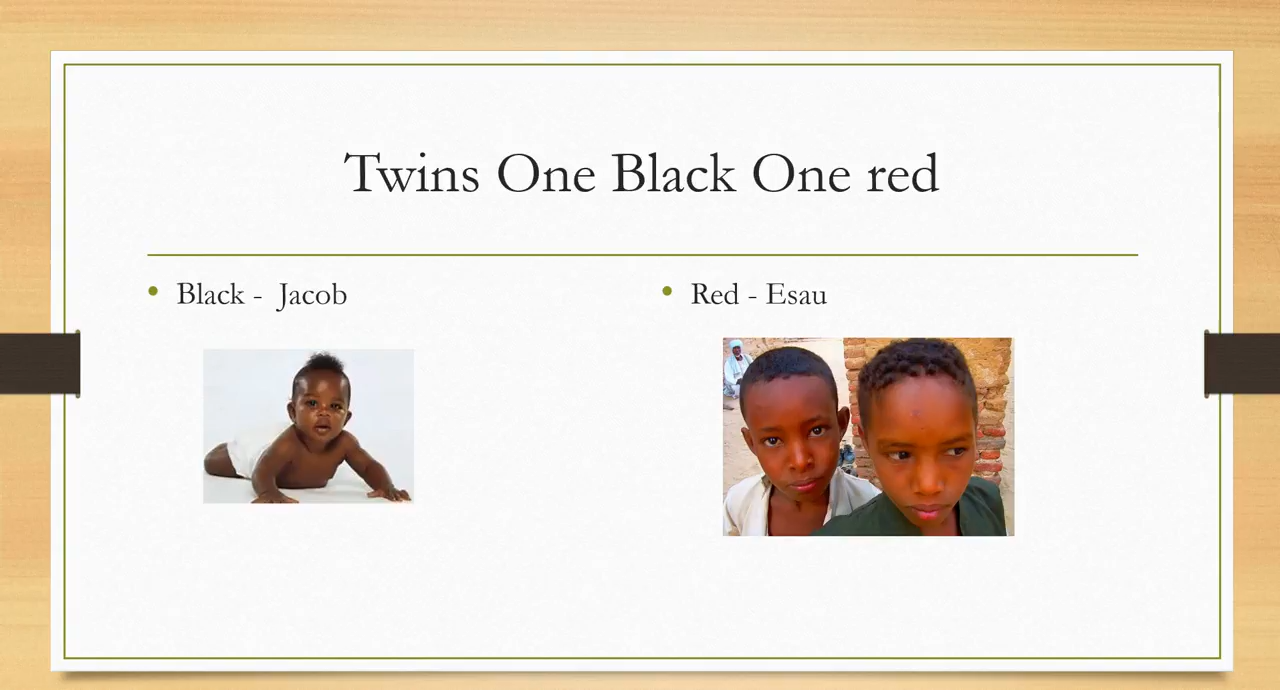 Twins One Black One red
• Black -  Jacob
• Red - Esau